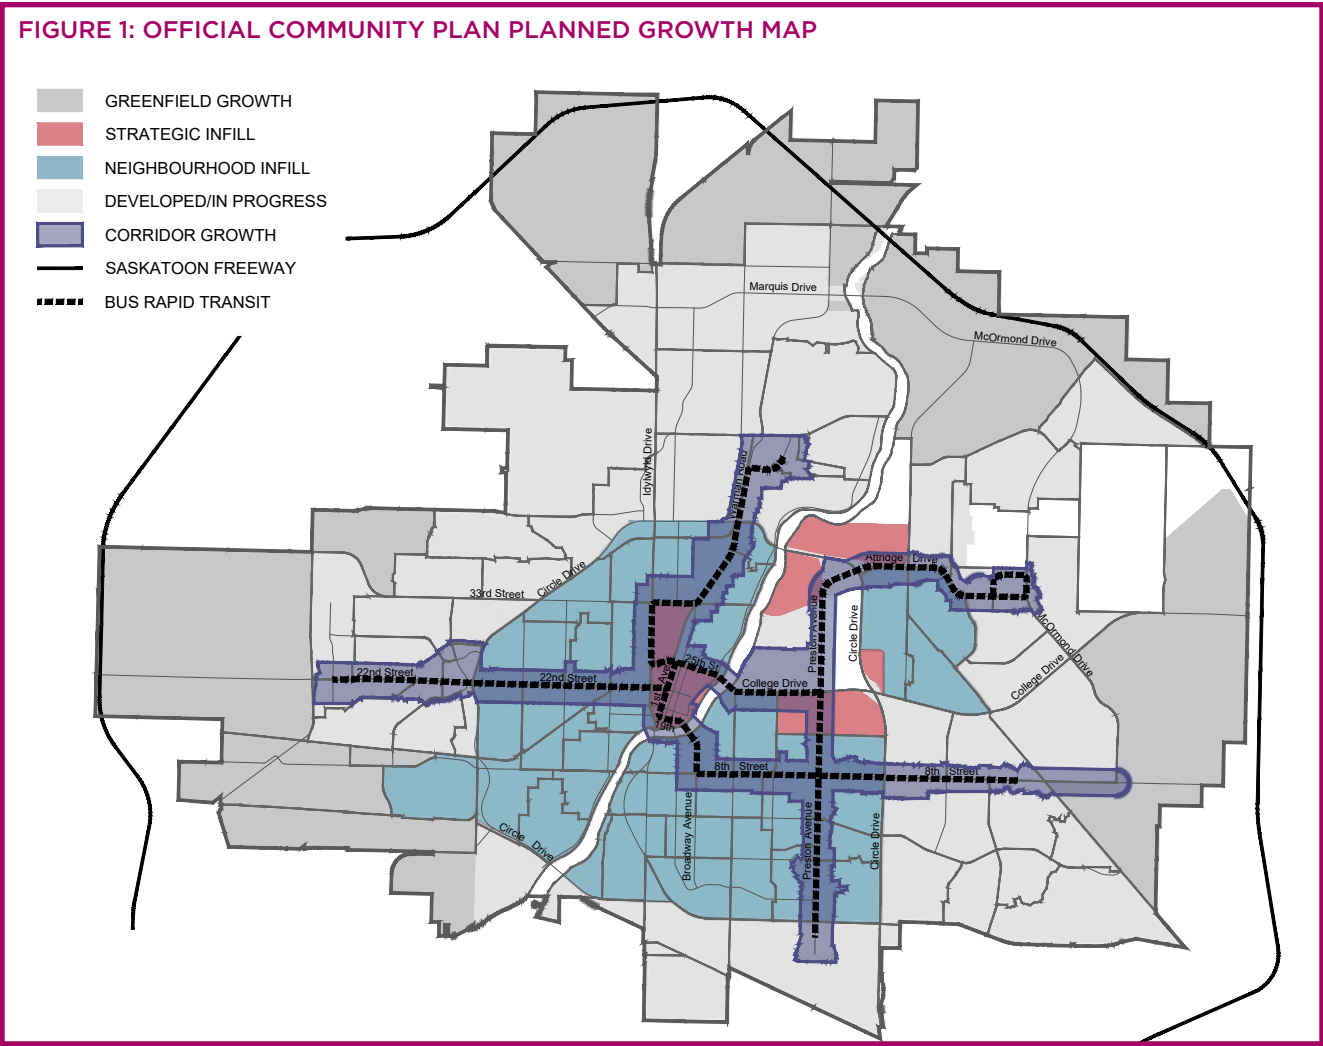 FIGURE 1: OFFICIAL COMMUNITY PLAN PLANNED GROWTH MAP
GREENFIELD GROWTH
STRATEGIC INFILL
NEIGHBOURHOOD INFILL
DEVELOPED/IN PROGRESS
CORRIDOR GROWTH
SASKATOON FREEWAY
BUS RAPID TRANSIT
Marquis Drive
McOrmond Drive
Idylwyld Drive
Warman Road
Attridge Drive
Circle Drive
33rd Street
Preston Avenue
Circle Drive
McOrmond Drive
25th St
22nd Street
22nd Street
College Drive
College Drive
1st Ave
19th
8th Street
8th Street
Broadway Avenue
Preston Avenue
Circle Drive
Circle Drive